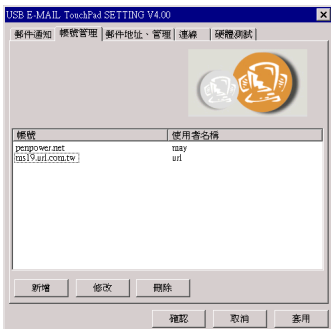 USB E-MAIL TouchPad SETTING V4.00
郵件通知 帳號管理 郵件地址、管理 連線 硬體測試
帳號 使用者名稱
penpower.net may
ms19.url.com.tw url
新增 修改 刪除
確認 取消 套用